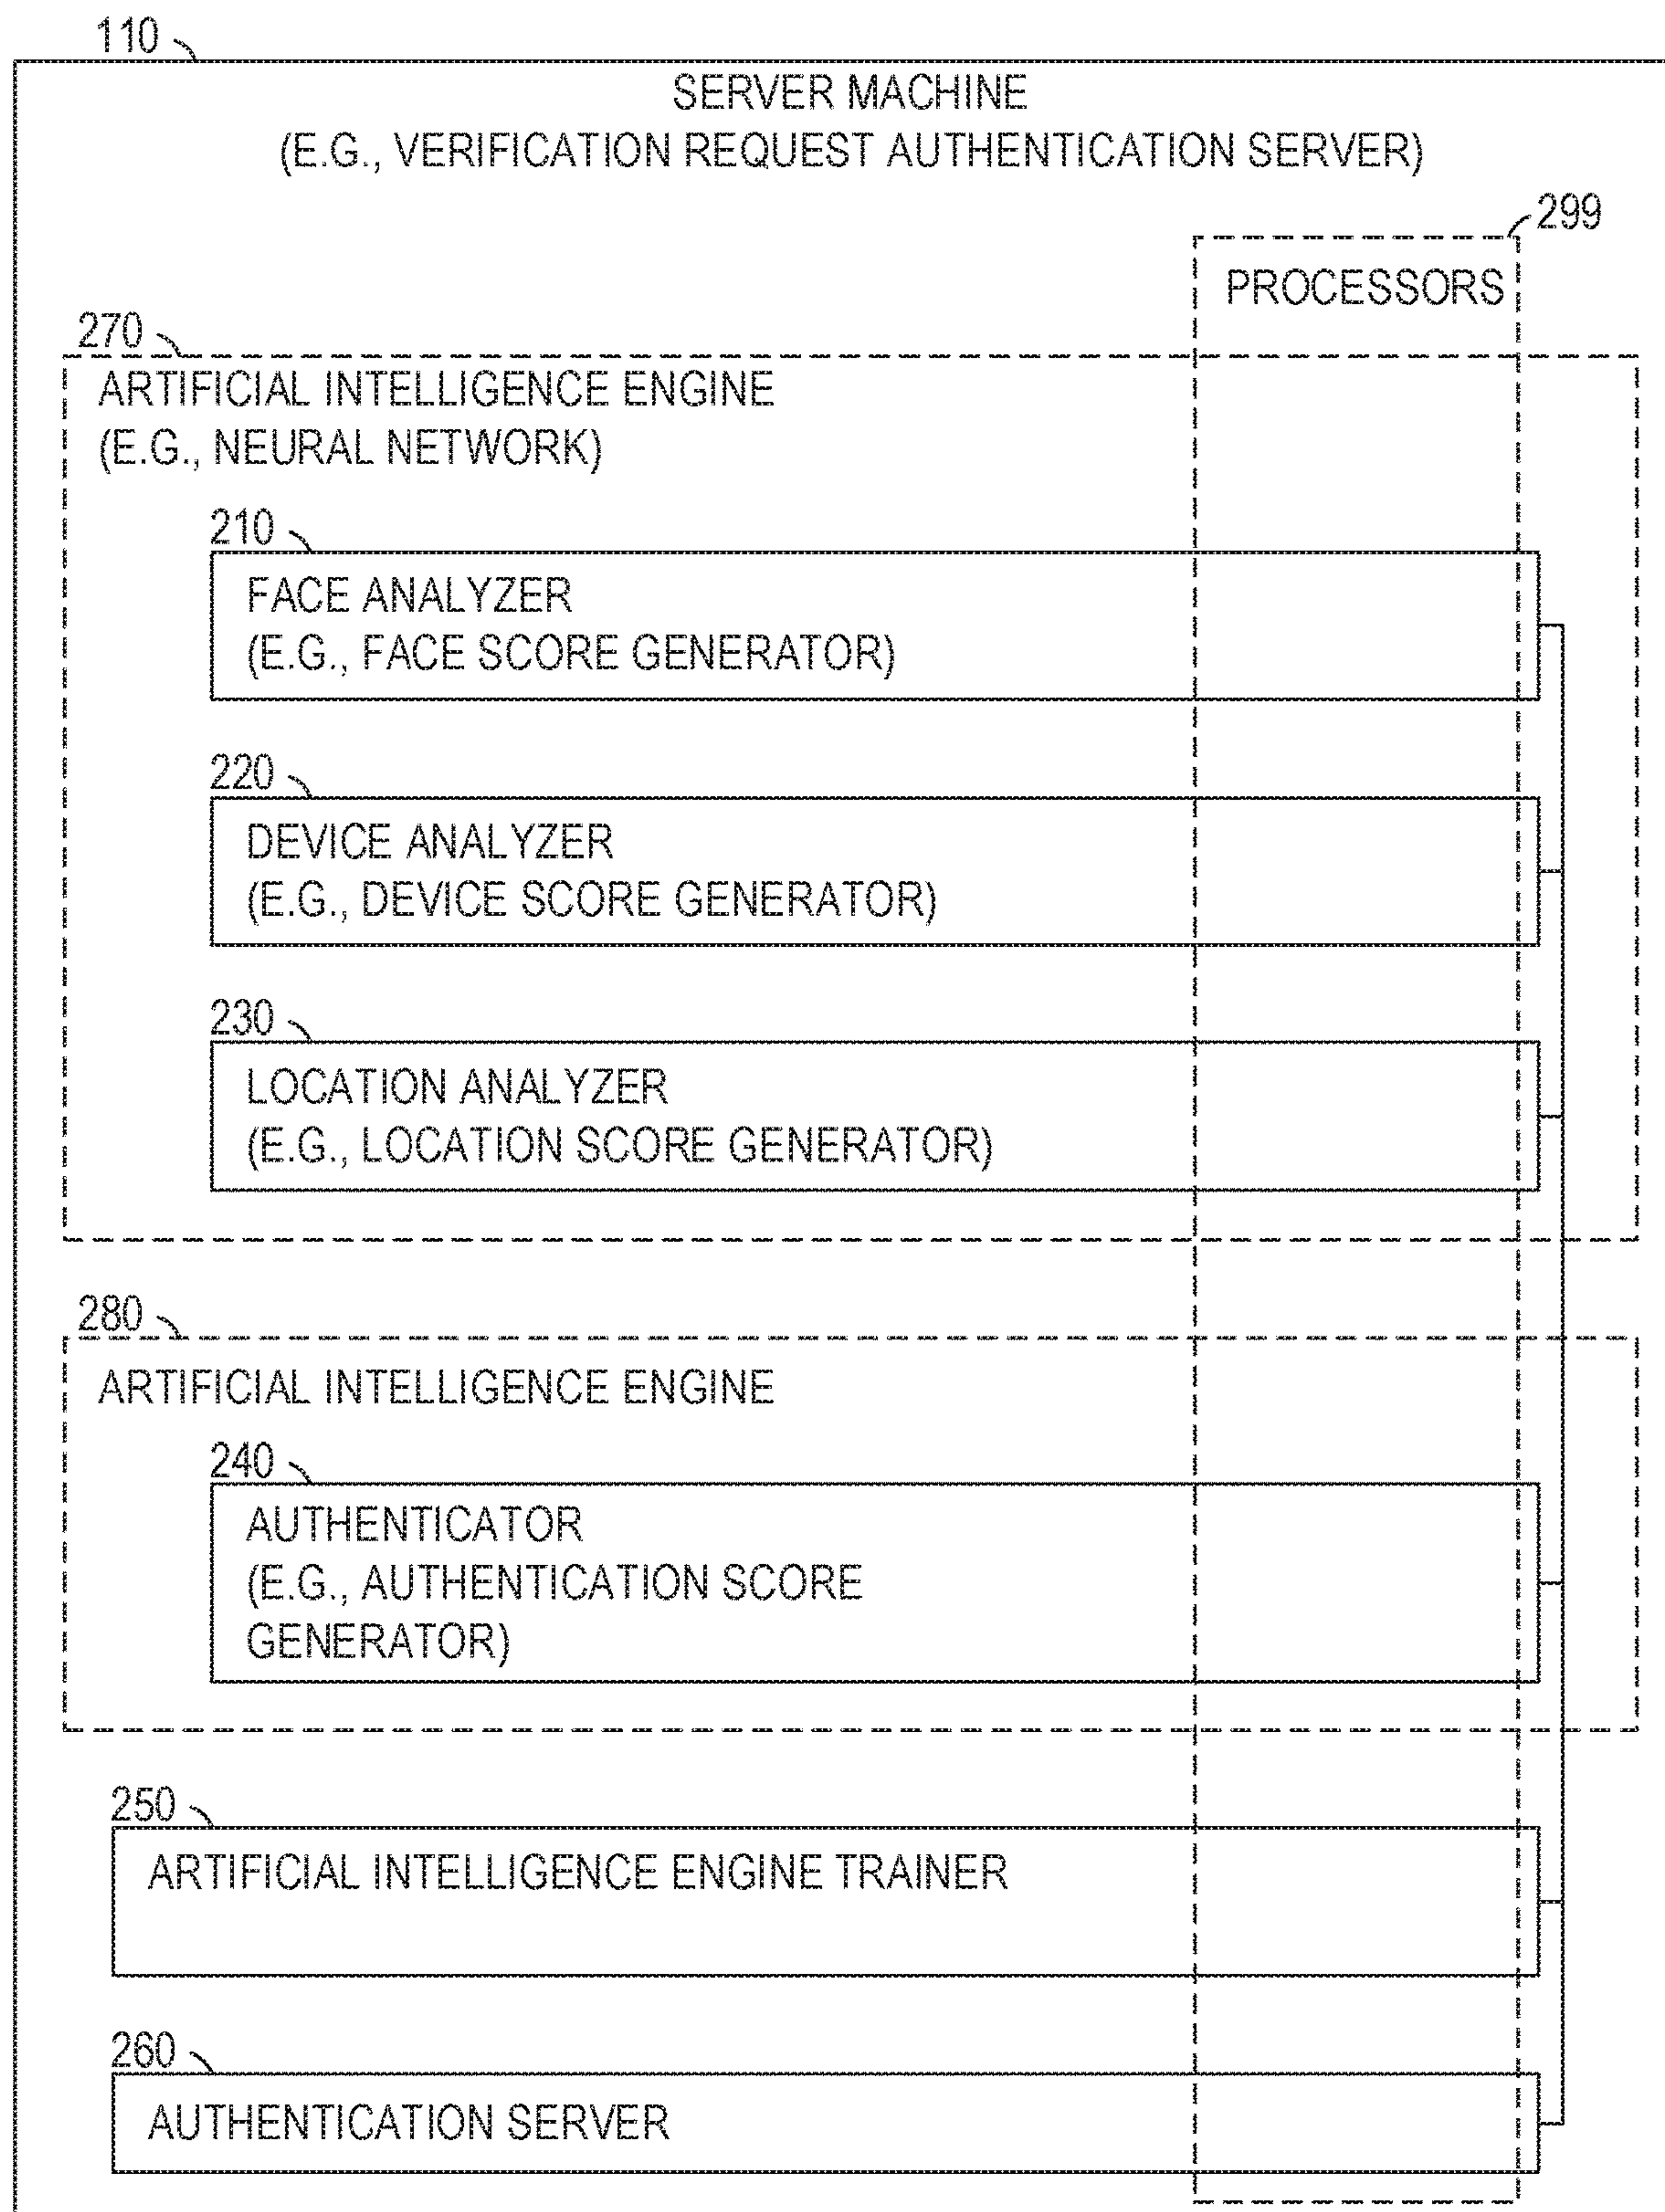 110
SERVER MACHINE
(E.G., VERIFICATION REQUEST AUTHENTICATION SERVER)
299
PROCESSORS
270
ARTIFICIAL INTELLIGENCE ENGINE
(E.G., NEURAL NETWORK)
210
FACE ANALYZER
(E.G., FACE SCORE GENERATOR)
220
DEVICE ANALYZER
(E.G., DEVICE SCORE GENERATOR)
230
LOCATION ANALYZER
(E.G., LOCATION SCORE GENERATOR)
280
ARTIFICIAL INTELLIGENCE ENGINE
240
AUTHENTICATOR
(E.G., AUTHENTICATION SCORE
GENERATOR)
250
ARTIFICIAL INTELLIGENCE ENGINE TRAINER
260
AUTHENTICATION SERVER